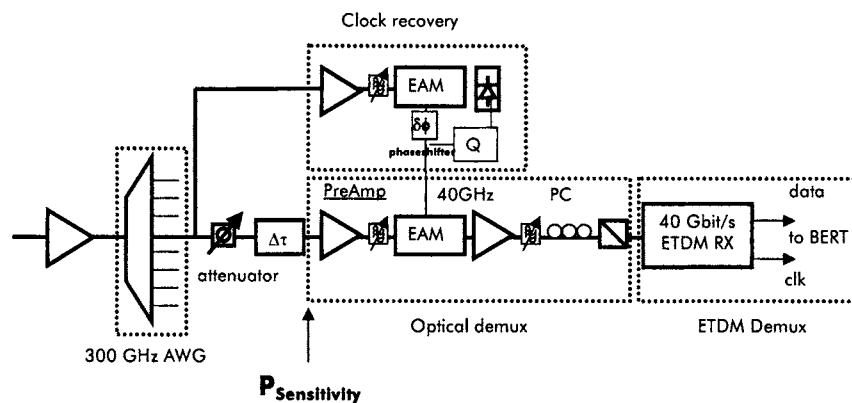 Clock recovery
EAM
δϕ
phaseshifter
Q
PreAmp
40GHz
PC
data
Δτ
EAM
40 Gbit/s
ETDM RX
to BERT
attenuator
clk
300 GHz AWG
Optical demux
ETDM Demux
PSensitivity